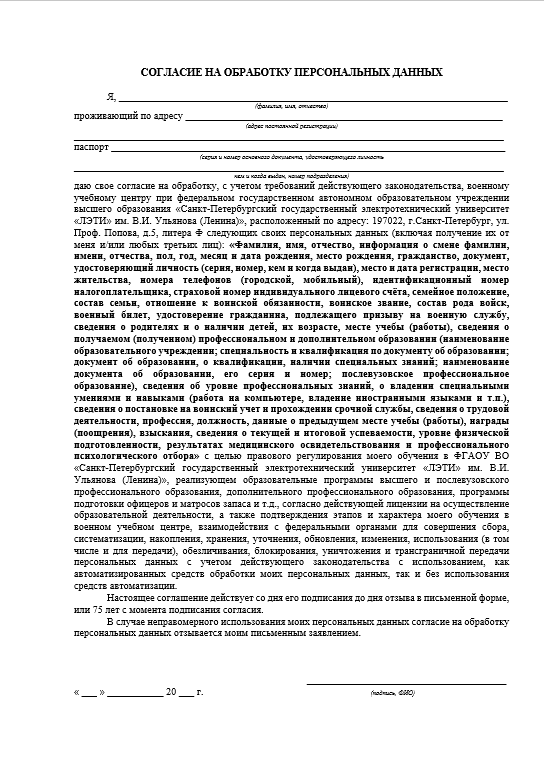 СОГЛАСИЕ НА ОБРАБОТКУ ПЕРСОНАЛЬНЫХ ДАННЫХ
Я, ___
(фамилия, имя, отчество)
проживающий по адресу ___
(адрес постоянной регистрации)
паспорт ___
(серия и номер основного документа, удостоверяющего личность
кем и когда выдан, номер подразделения)
даю свое согласие на обработку, с учетом требований действующего законодательства, военному
учебному центру при федеральном государственном автономном образовательном учреждении
высшего образования «Санкт-Петербургский государственный электротехнический университет
«ЛЭТИ» им. В.И. Ульянова (Ленина)», расположенный по адресу: 197022, г.Санкт-Петербург, ул.
Проф. Попова, д.5, литера Ф следующих своих персональных данных (включая получение их от
меня и/или любых третьих лиц): «Фамилия, имя, отчество, информация о смене фамилии,
имени, отчества, пол, год, месяц и дата рождения, место рождения, гражданство, документ,
удостоверяющий личность (серия, номер, кем и когда выдан), место и дата регистрации, место
жительства, номера телефонов (городской, мобильный), идентификационный номер
налогоплательщика, страховой номер индивидуального лицевого счёта, семейное положение,
состав семьи, отношение к воинской обязанности, воинское звание, состав рода войск,
военный билет, удостоверение гражданина, подлежащего призыву на военную службу,
сведения о родителях и о наличии детей, их возрасте, месте учебы (работы), сведения о
получаемом (полученном) профессиональном и дополнительном образовании (наименование
образовательного учреждения; специальность и квалификация по документу об образовании;
документ об образовании, о квалификации, наличии специальных знаний; наименование
документа об образовании, его серия и номер; послевузовское профессиональное
образование), сведения об уровне профессиональных знаний, о владении специальными
умениями и навыками (работа на компьютере, владение иностранными языками и т.п.),
сведения о постановке на воинский учет и прохождении срочной службы, сведения о трудовой
деятельности, профессия, должность, данные о предыдущем месте учебы (работы), награды
(поощрения), взыскания, сведения о текущей и итоговой успеваемости, уровне физической
подготовленности, результатах медицинского освидетельствования и профессионального
психологического отбора» с целью правового регулирования моего обучения в ФГАОУ ВО
«Санкт-Петербургский государственный электротехнический университет «ЛЭТИ» им. В.И.
Ульянова (Ленина)», реализующем образовательные программы высшего и послевузовского
профессионального образования, дополнительного профессионального образования, программы
подготовки офицеров и матросов запаса и т.д., согласно действующей лицензии на осуществление
образовательной деятельности, а также подтверждения этапов и характера моего обучения в
военном учебном центре, взаимодействия с федеральными органами для совершения сбора,
систематизации, накопления, хранения, уточнения, обновления, изменения, использования (в том
числе и для передачи), обезличивания, блокирования, уничтожения и трансграничной передачи
персональных данных с учетом действующего законодательства с использованием, как
автоматизированных средств обработки моих персональных данных, так и без использования
средств автоматизации.
Настоящее соглашение действует со дня его подписания до дня отзыва в письменной форме,
или 75 лет с момента подписания согласия.
В случае неправомерного использования моих персональных данных согласие на обработку
персональных данных отзывается моим письменным заявлением.
« ___ » ___________ 20 ___ г.
(подпись, ФИО)